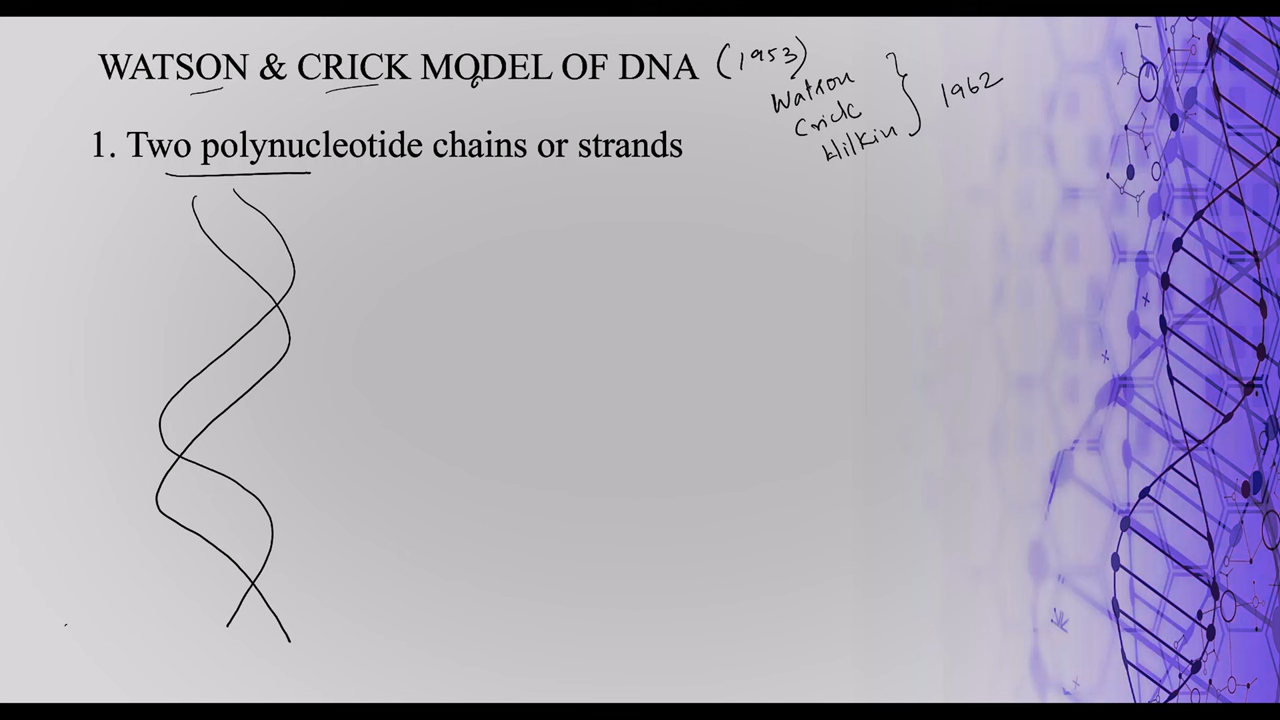 WATSON & CRICK MODEL OF DNA (1953)
Watson
Crick
Wilkin
1962
1. Two polynucleotide chains or strands